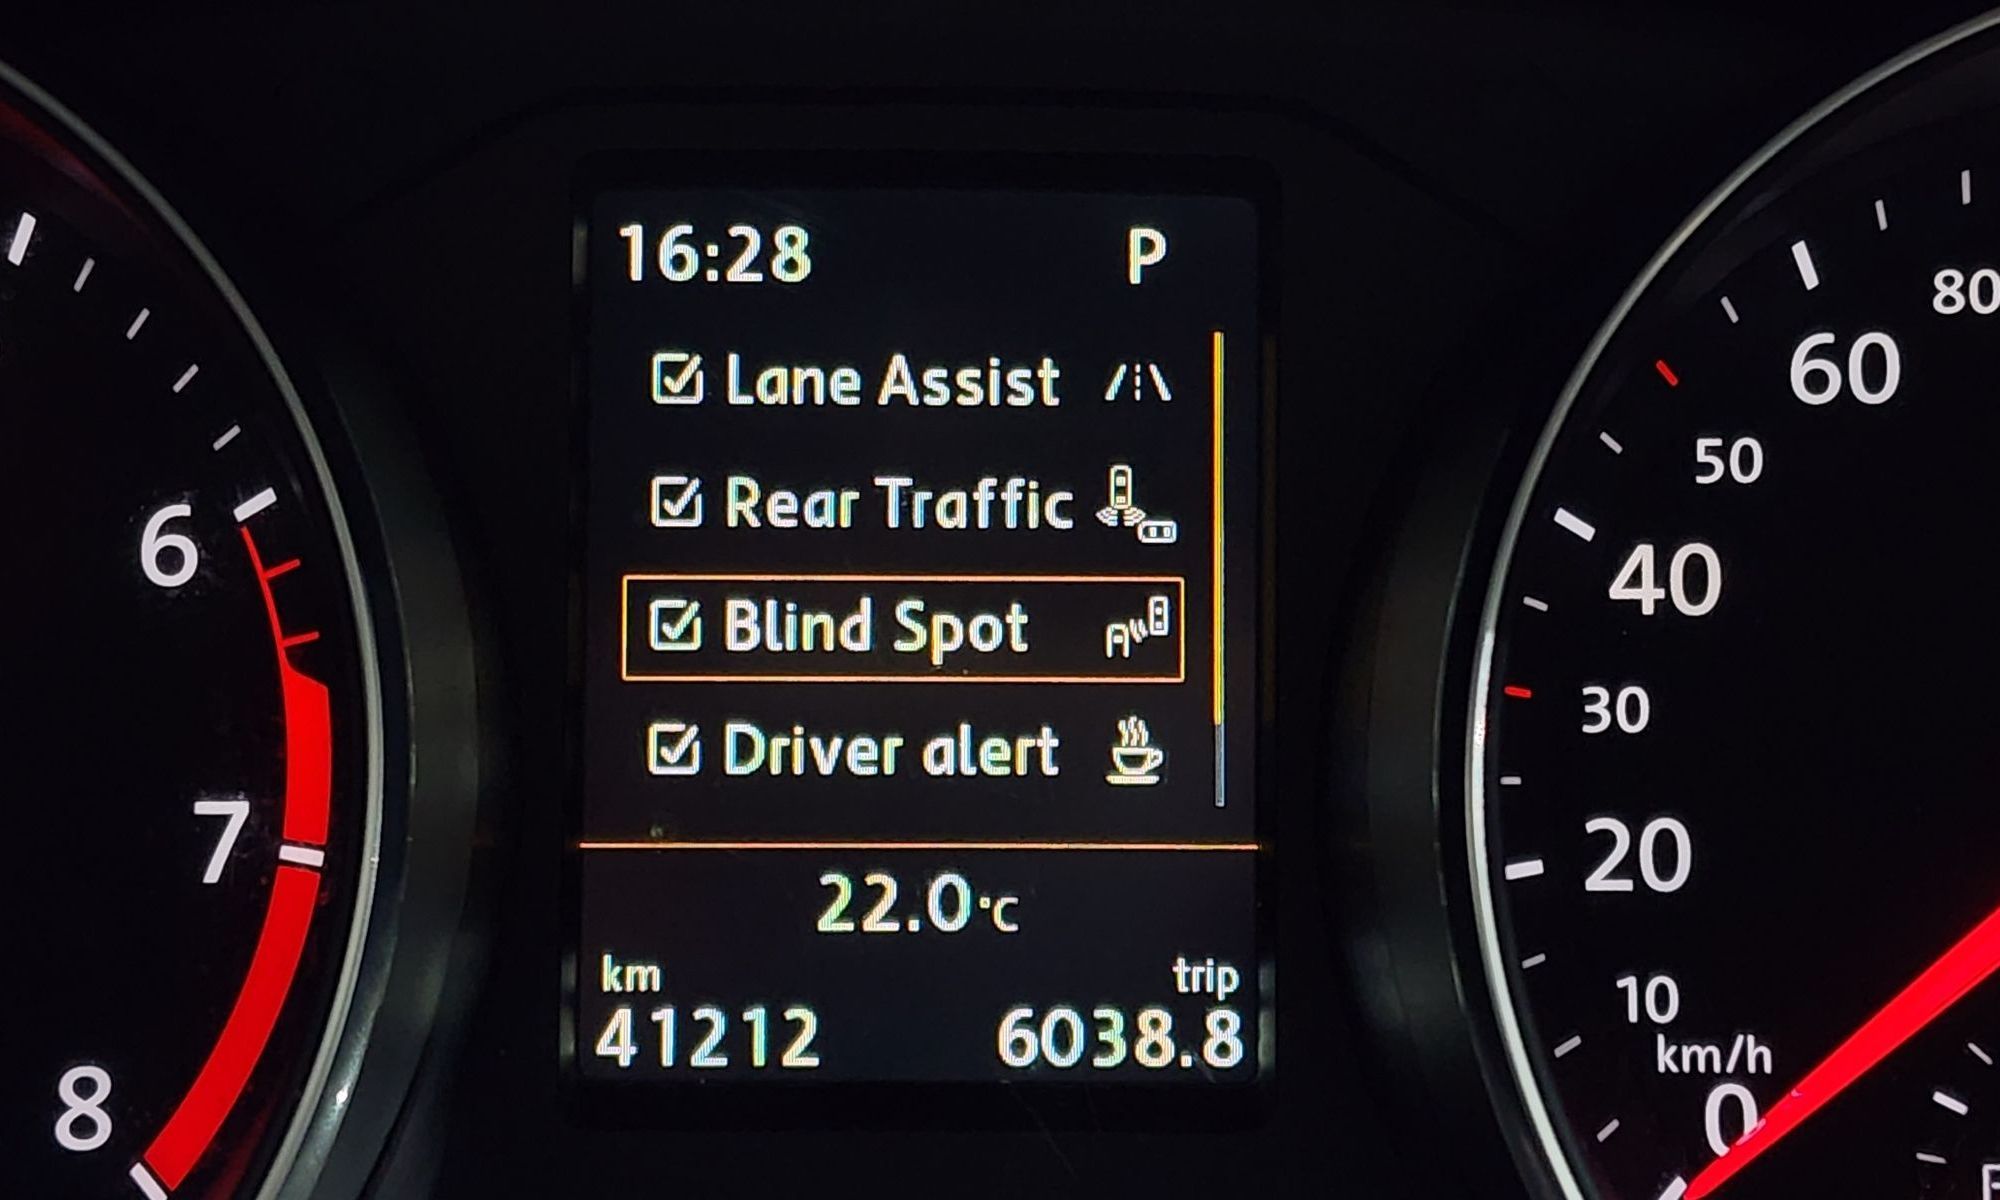 16:28 P
Lane Assist
Rear Traffic
Blind Spot
Driver alert
22.0°C
km trip
41212 6038.8
6
7
8
80
60
50
40
30
20
10
km/h
0